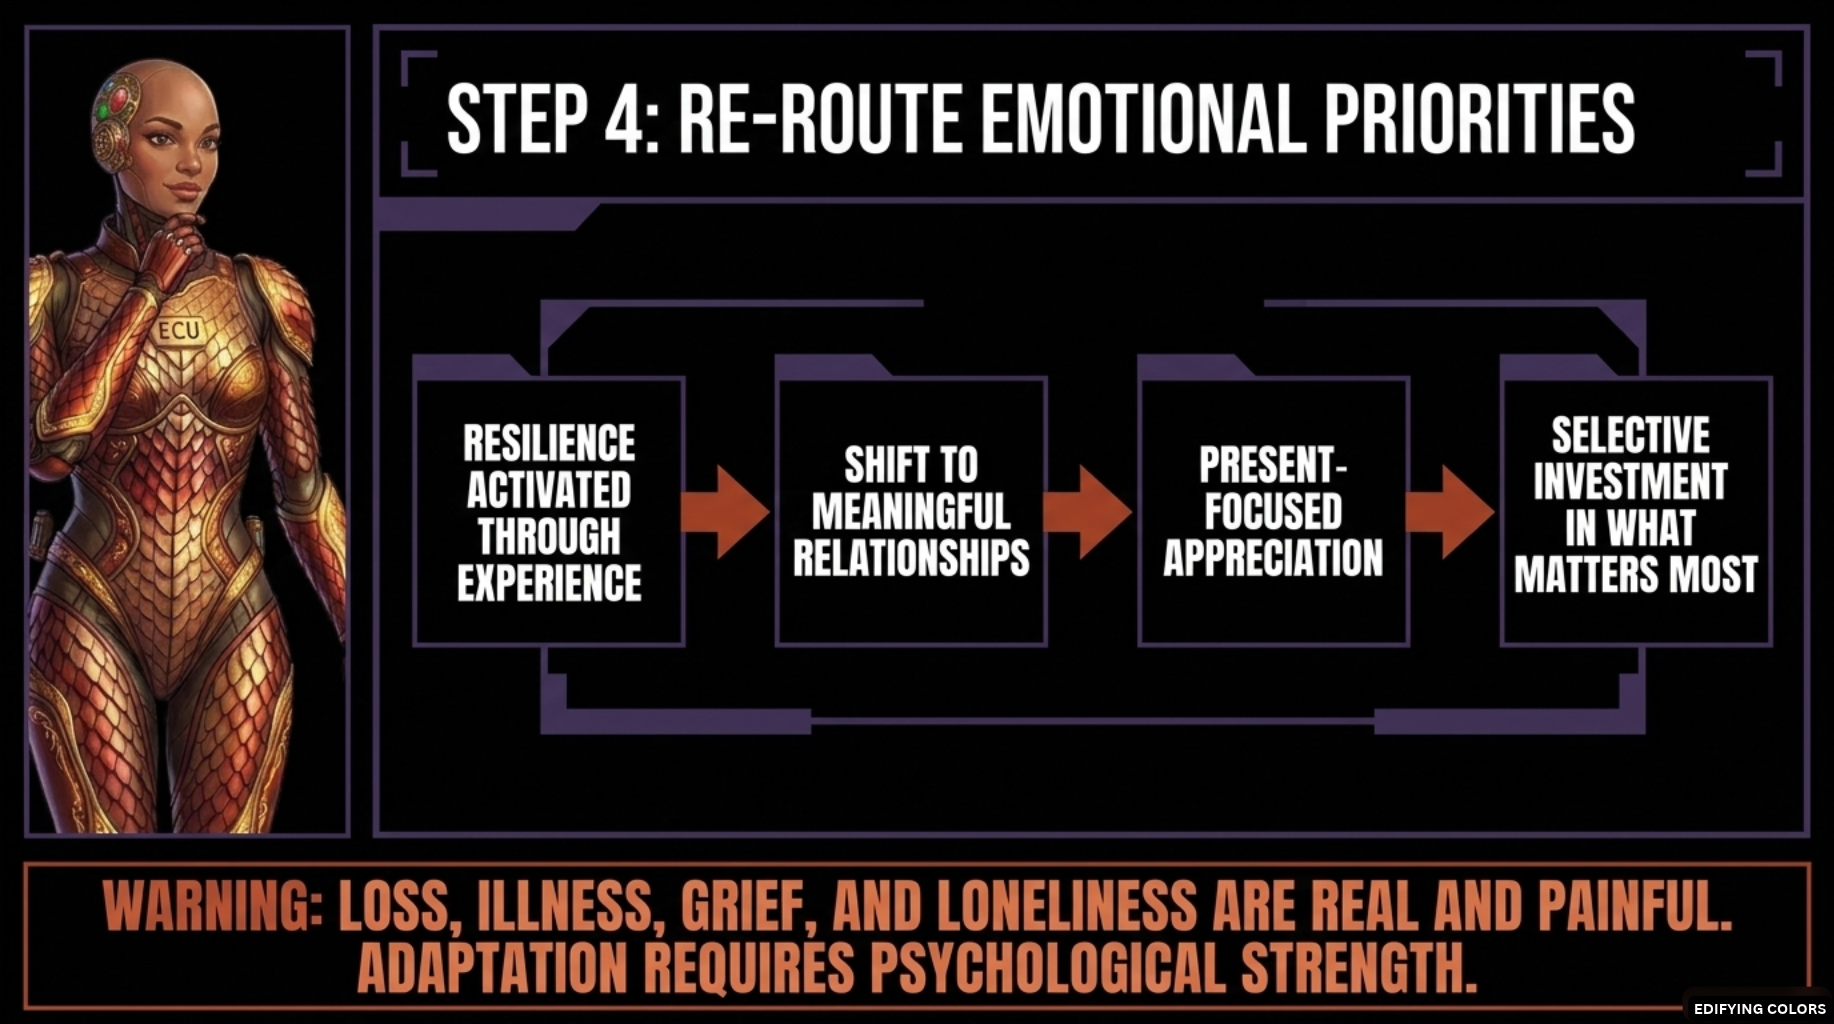 STEP 4: RE-ROUTE EMOTIONAL PRIORITIES
ECU
RESILIENCE
ACTIVATED
THROUGH
EXPERIENCE
SHIFT TO
MEANINGFUL
RELATIONSHIPS
PRESENT-
FOCUSED
APPRECIATION
SELECTIVE
INVESTMENT
IN WHAT
MATTERS MOST
WARNING: LOSS, ILLNESS, GRIEF, AND LONELINESS ARE REAL AND PAINFUL.
ADAPTATION REQUIRES PSYCHOLOGICAL STRENGTH.
EDIFYING COLORS